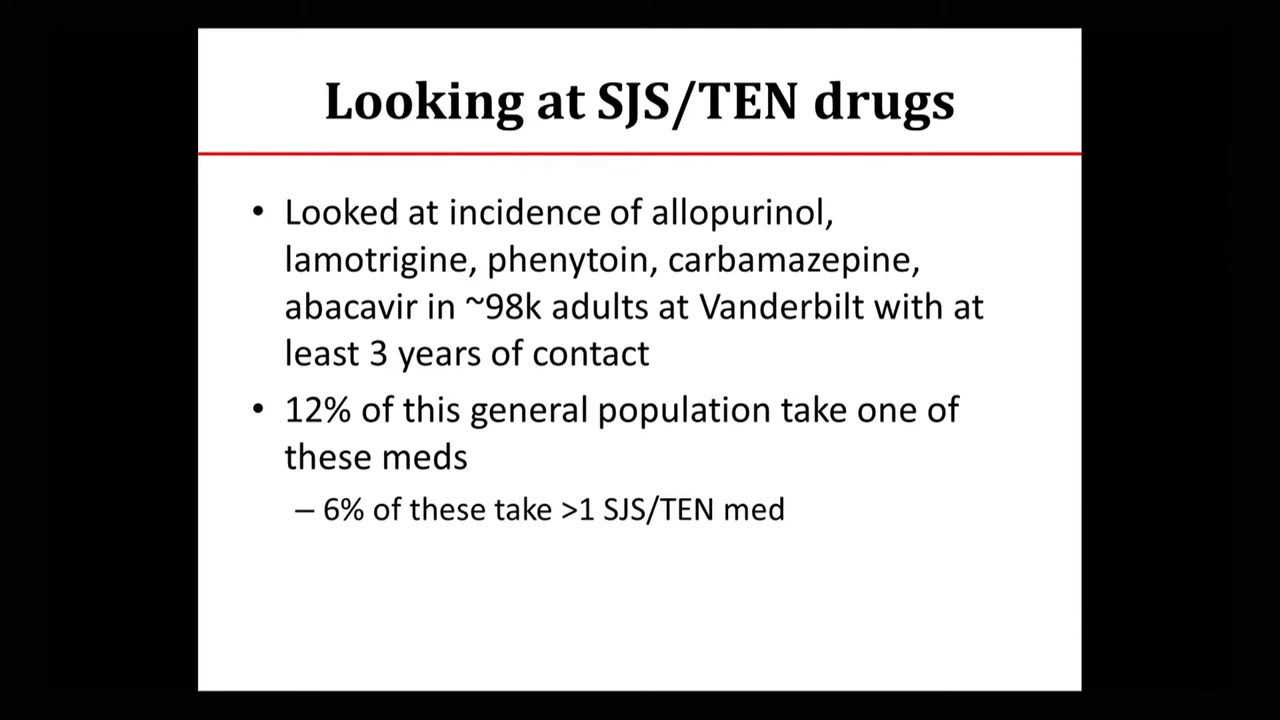 Looking at SJS/TEN drugs
• Looked at incidence of allopurinol,
lamotrigine, phenytoin, carbamazepine,
abacavir in ~98k adults at Vanderbilt with at
least 3 years of contact
• 12% of this general population take one of
these meds
– 6% of these take >1 SJS/TEN med